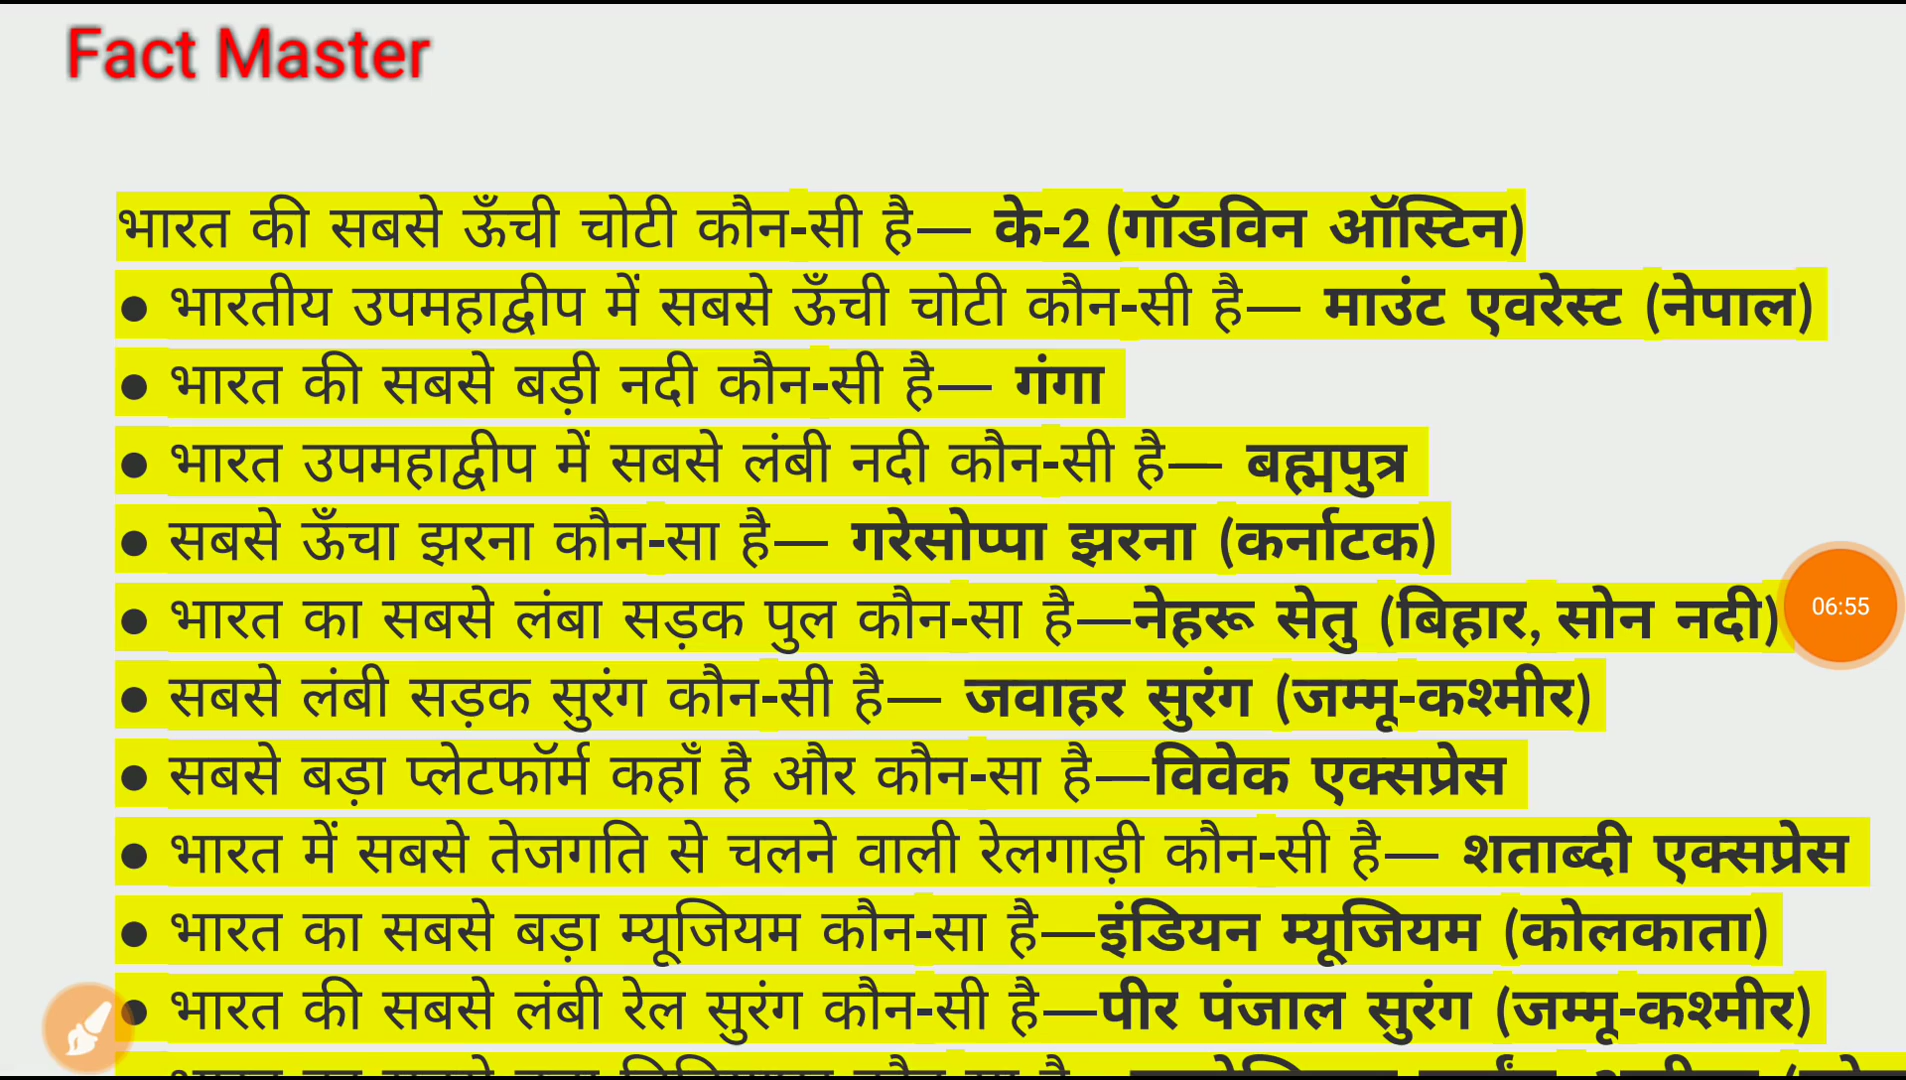 Fact Master
भारत की सबसे ऊँची चोटी कौन-सी है— के-2 (गॉडविन ऑस्टिन)
● भारतीय उपमहाद्वीप में सबसे ऊँची चोटी कौन-सी है— माउंट एवरेस्ट (नेपाल)
● भारत की सबसे बड़ी नदी कौन-सी है— गंगा
● भारत उपमहाद्वीप में सबसे लंबी नदी कौन-सी है— बह्मपुत्र
● सबसे ऊँचा झरना कौन-सा है— गरेसोप्पा झरना (कर्नाटक)
● भारत का सबसे लंबा सड़क पुल कौन-सा है—नेहरू सेतु (बिहार, सोन नदी)
06:55
● सबसे लंबी सड़क सुरंग कौन-सी है— जवाहर सुरंग (जम्मू-कश्मीर)
● सबसे बड़ा प्लेटफॉर्म कहाँ है और कौन-सा है—विवेक एक्सप्रेस
● भारत में सबसे तेजगति से चलने वाली रेलगाड़ी कौन-सी है— शताब्दी एक्सप्रेस
● भारत का सबसे बड़ा म्यूजियम कौन-सा है—इंडियन म्यूजियम (कोलकाता)
● भारत की सबसे लंबी रेल सुरंग कौन-सी है—पीर पंजाल सुरंग (जम्मू-कश्मीर)